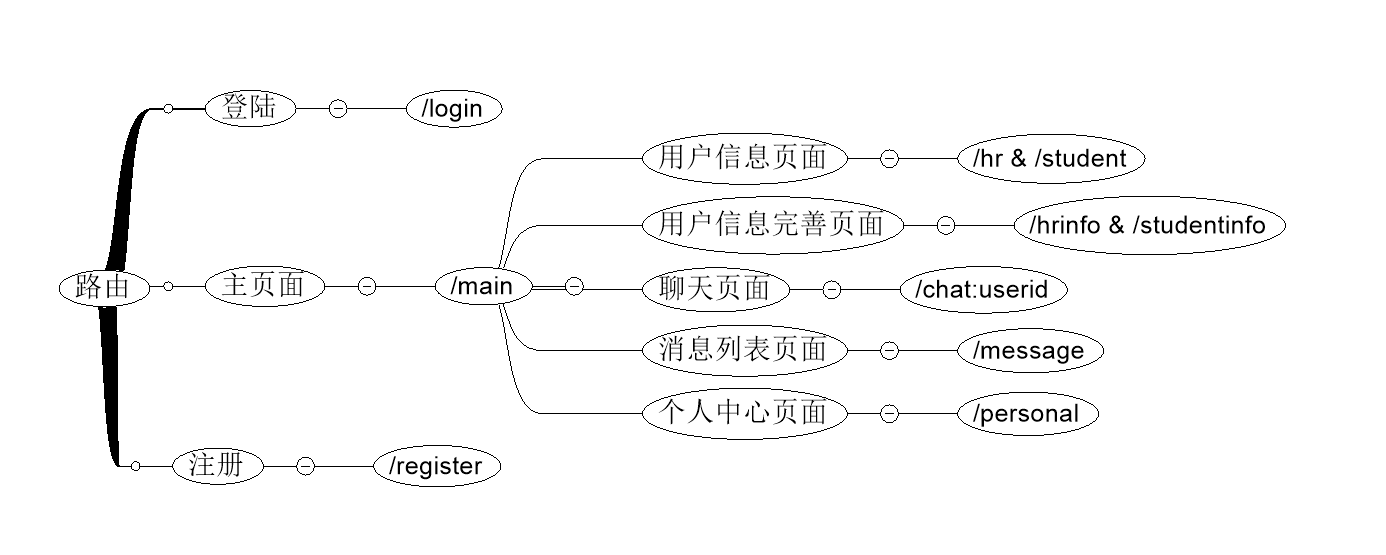 登陆
/login
用户信息页面
/hr & /student
用户信息完善页面
/hrinfo & /studentinfo
路由
主页面
/main
聊天页面
/chat:userid
消息列表页面
/message
个人中心页面
/personal
注册
/register